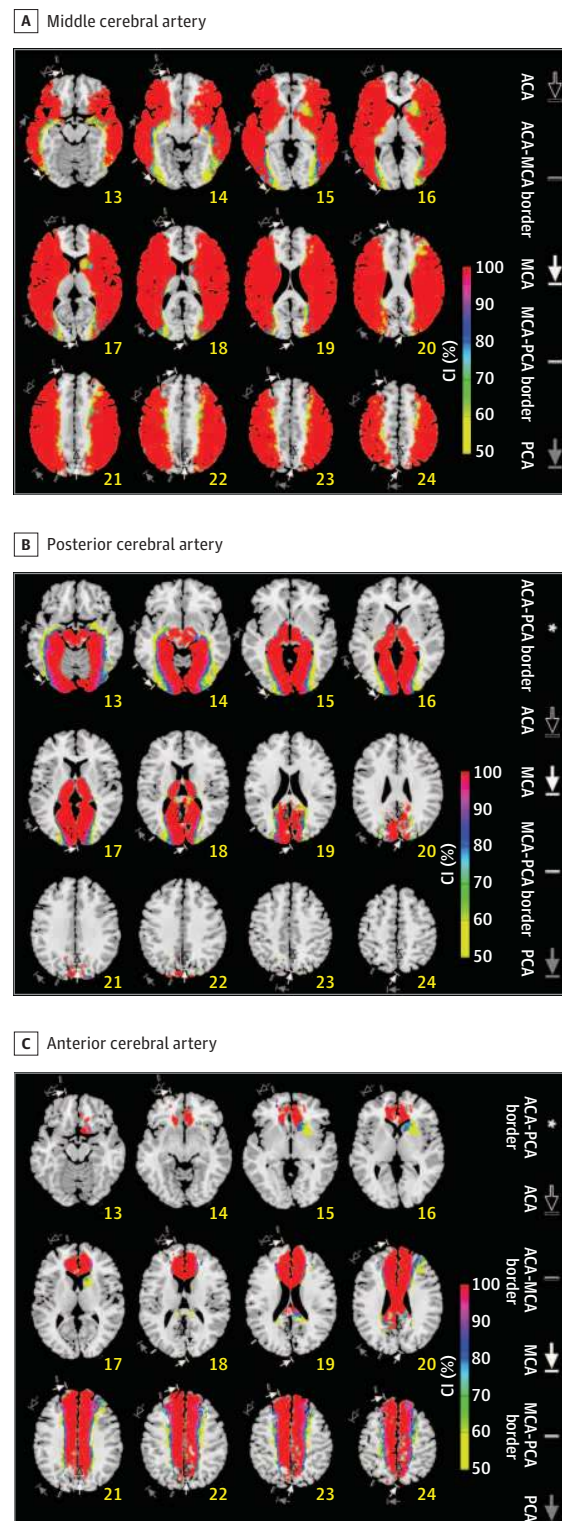 A Middle cerebral artery
13 14 15 16
17 18 19 20
21 22 23 24
100
90
80
70
60
50
CI (%)
ACA
ACA-MCA border
MCA
MCA-PCA border
PCA
B Posterior cerebral artery
13 14 15 16
17 18 19 20
21 22 23 24
100
90
80
70
60
50
CI (%)
*
ACA-PCA border
ACA
MCA
MCA-PCA border
PCA
C Anterior cerebral artery
13 14 15 16
17 18 19 20
21 22 23 24
100
90
80
70
60
50
CI (%)
*
ACA-PCA
border
ACA
ACA-MCA
border
MCA
MCA-PCA
border
PCA